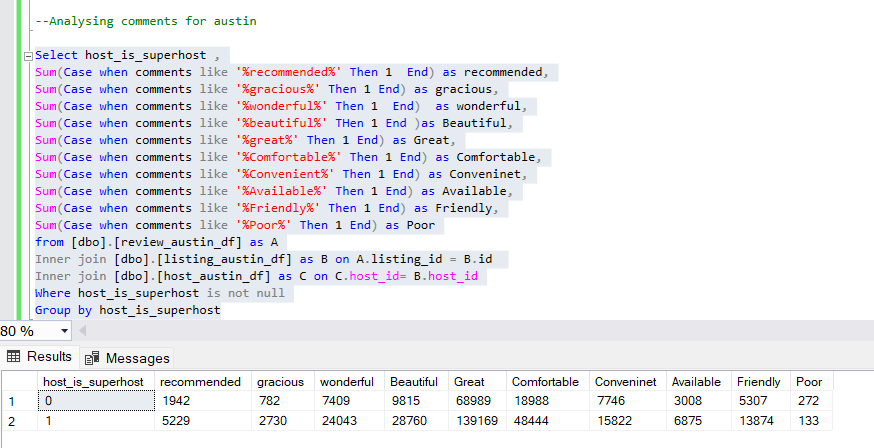 --Analysing comments for austin
Select host_is_superhost ,
Sum(Case when comments like '%recommended%' Then 1  End) as recommended,
Sum(Case when comments like '%gracious%' Then 1 End) as gracious,
Sum(Case when comments like '%wonderful%' Then 1  End)  as wonderful,
Sum(Case when comments like '%beautiful%' THen 1 End )as Beautiful,
Sum(Case when comments like '%great%' Then 1 End) as Great,
Sum(Case when comments like '%Comfortable%' Then 1 End) as Comfortable,
Sum(Case when comments like '%Convenient%' Then 1 End) as Conveninet,
Sum(Case when comments like '%Available%' Then 1 End) as Available,
Sum(Case when comments like '%Friendly%' Then 1 End) as Friendly,
Sum(Case when comments like '%Poor%' Then 1 End) as Poor
from [dbo].[review_austin_df] as A
Inner join [dbo].[listing_austin_df] as B on A.listing_id = B.id
Inner join [dbo].[host_austin_df] as C on C.host_id= B.host_id
Where host_is_superhost is not null
Group by host_is_superhost
80 %
Results Messages
host_is_superhost recommended gracious wonderful Beautiful Great Comfortable Conveninet Available Friendly Poor
1 0 1942 782 7409 9815 68989 18988 7746 3008 5307 272
2 1 5229 2730 24043 28760 139169 48444 15822 6875 13874 133